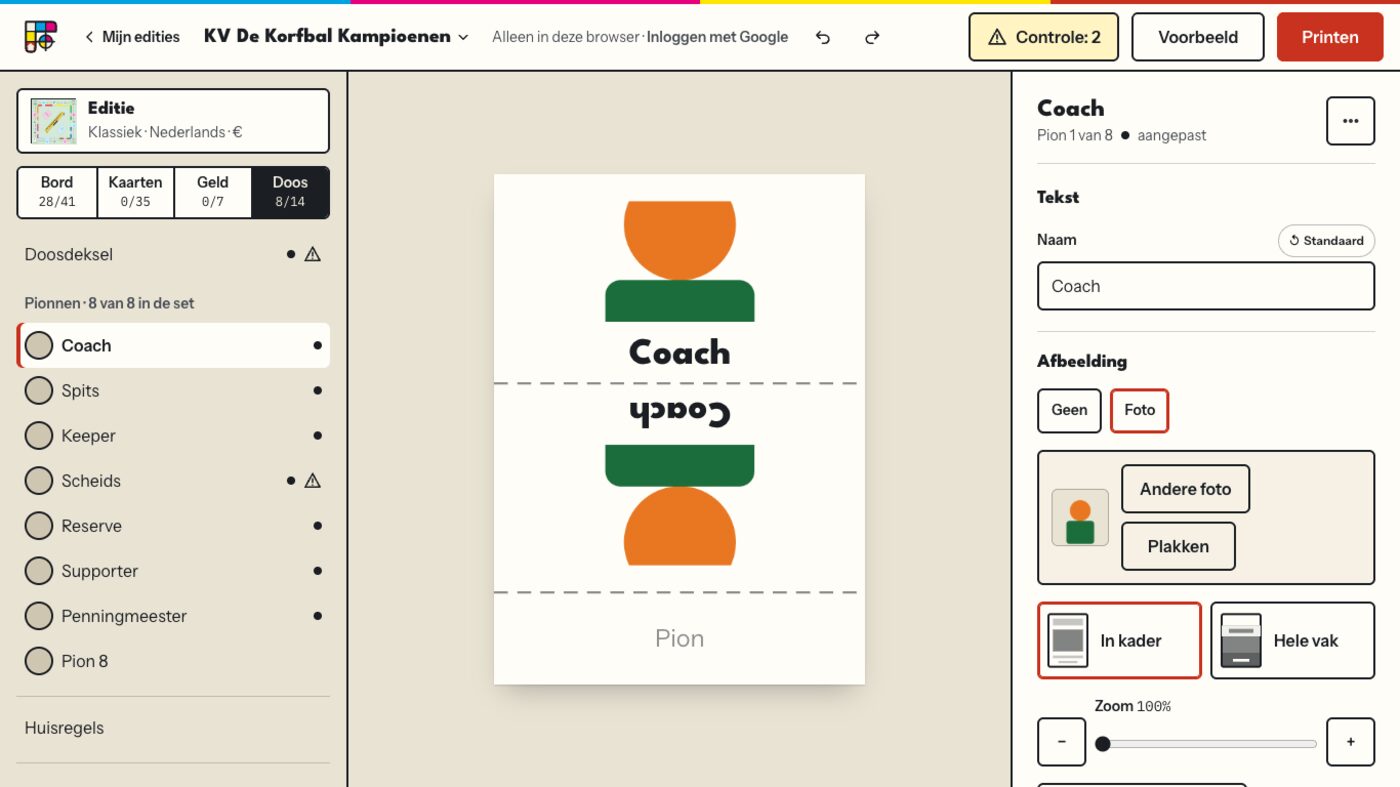 Mijn edities
KV De Korfbal Kampioenen
Alleen in deze browser · Inloggen met Google
Controle: 2
Voorbeeld
Printen
Editie
Klassiek · Nederlands · €
Bord
28/41
Kaarten
0/35
Geld
0/7
Doos
8/14
Doosdeksel
Pionnen · 8 van 8 in de set
Coach
Spits
Keeper
Scheids
Reserve
Supporter
Penningmeester
Pion 8
Huisregels
Coach
Coach
Pion
Coach
Pion 1 van 8 ● aangepast
Tekst
Naam
Standaard
Coach
Afbeelding
Geen
Foto
Andere foto
Plakken
In kader
Hele vak
Zoom 100%
−
+